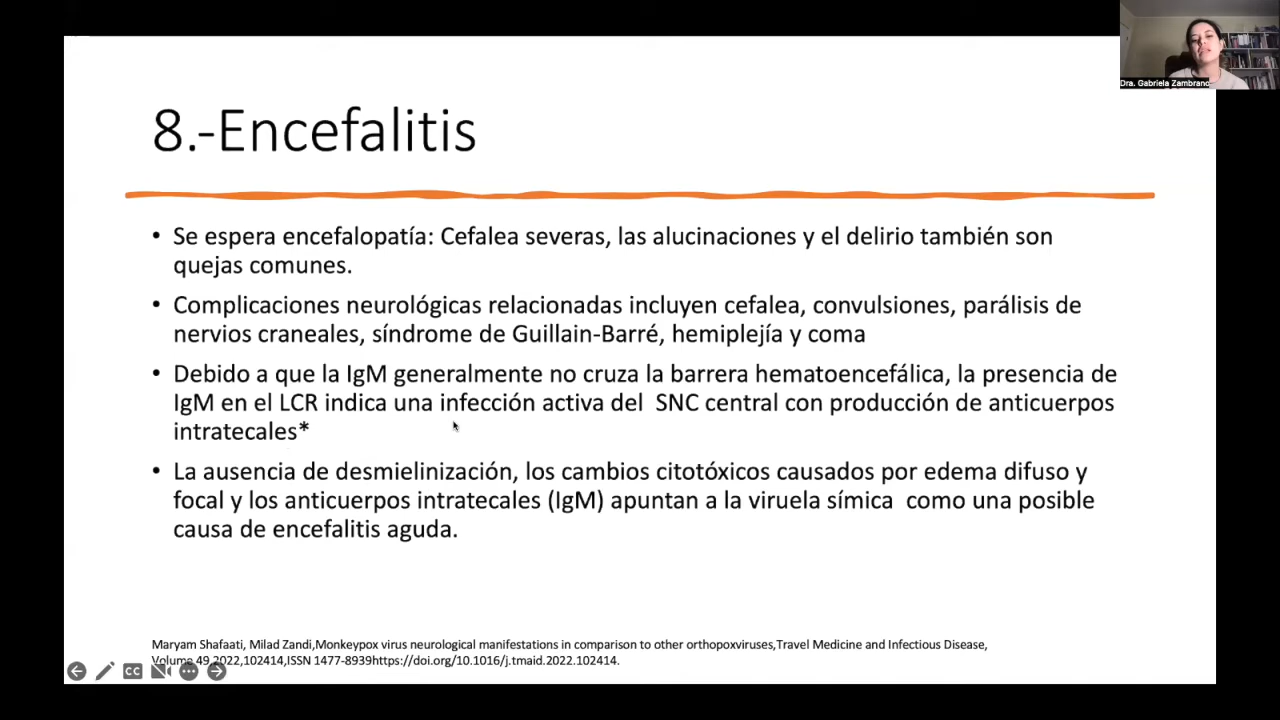 Dra. Gabriela Zambrano
8.-Encefalitis
• Se espera encefalopatía: Cefalea severas, las alucinaciones y el delirio también son
quejas comunes.
• Complicaciones neurológicas relacionadas incluyen cefalea, convulsiones, parálisis de
nervios craneales, síndrome de Guillain-Barré, hemiplejía y coma
• Debido a que la IgM generalmente no cruza la barrera hematoencefálica, la presencia de
IgM en el LCR indica una infección activa del  SNC central con producción de anticuerpos
intratecales*
• La ausencia de desmielinización, los cambios citotóxicos causados por edema difuso y
focal y los anticuerpos intratecales (IgM) apuntan a la viruela símica  como una posible
causa de encefalitis aguda.
Maryam Shafaati, Milad Zandi,Monkeypox virus neurological manifestations in comparison to other orthopoxviruses,Travel Medicine and Infectious Disease,
Volume 49,2022,102414,ISSN 1477-8939https://doi.org/10.1016/j.tmaid.2022.102414.
CC